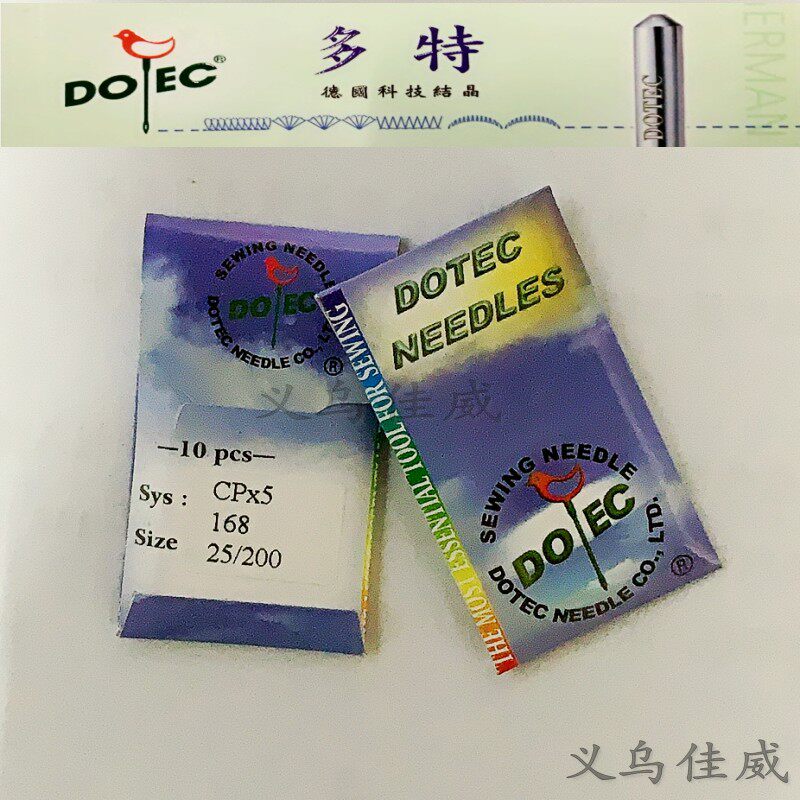 DOTEC®
多特
德國科技結晶
DOTEC
GERMAN
SEWING NEEDLE
DOTEC
DOTEC NEEDLE CO.,
®
—10 pcs—
Sys : CPx5
168
Size 25/200
DOTEC
NEEDLES
THE MOST ESSENTIAL TOOL FOR SEWING
SEWING NEEDLE
DOTEC
DOTEC NEEDLE CO., LTD.
®
义乌佳威
义乌佳威